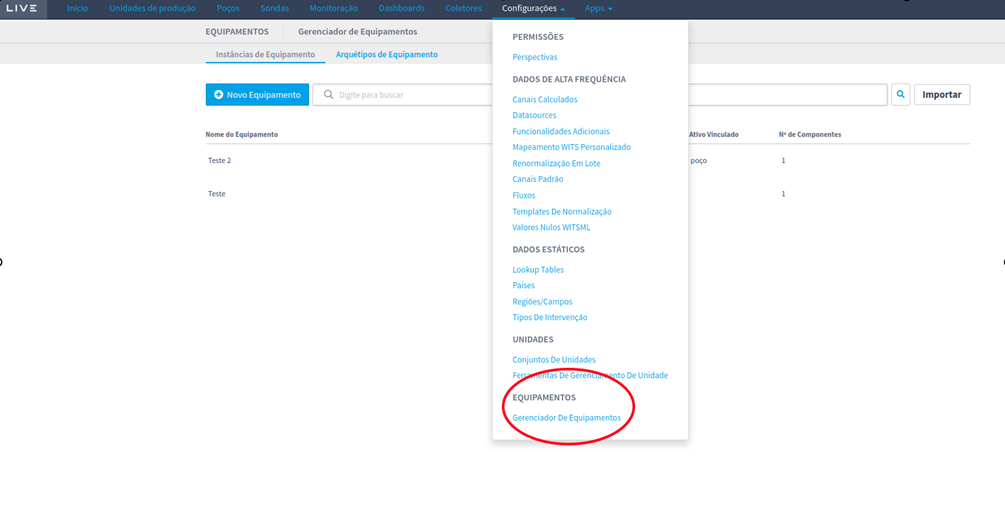 LIVE Início Unidades de produção Poços Sondas Monitoração Dashboards Coletores Configurações Apps
EQUIPAMENTOS Gerenciador de Equipamentos
Instâncias de Equipamento Arquétipos de Equipamento
Novo Equipamento Digite para buscar Importar
Nome do Equipamento Ativo Vinculado Nº de Componentes
Teste 2 poço 1
Teste 1
PERMISSÕES
Perspectivas
DADOS DE ALTA FREQUÊNCIA
Canais Calculados
Datasources
Funcionalidades Adicionais
Mapeamento WITS Personalizado
Renormalização Em Lote
Canais Padrão
Fluxos
Templates De Normalização
Valores Nulos WITSML
DADOS ESTÁTICOS
Lookup Tables
Países
Regiões/Campos
Tipos De Intervenção
UNIDADES
Conjuntos De Unidades
Ferramentas De Gerenciamento De Unidade
EQUIPAMENTOS
Gerenciador De Equipamentos